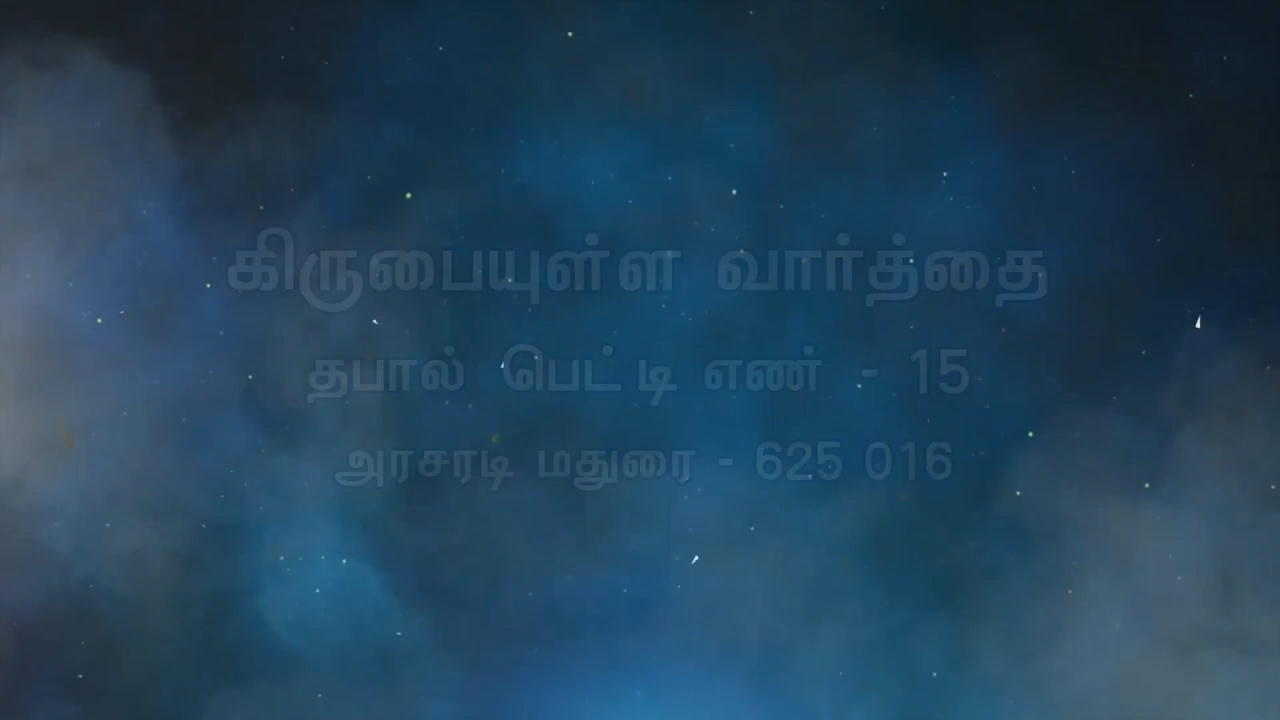 கிருபையுள்ள வார்த்தை
தபால் பெட்டி எண் - 15
அரசரடி மதுரை - 625 016